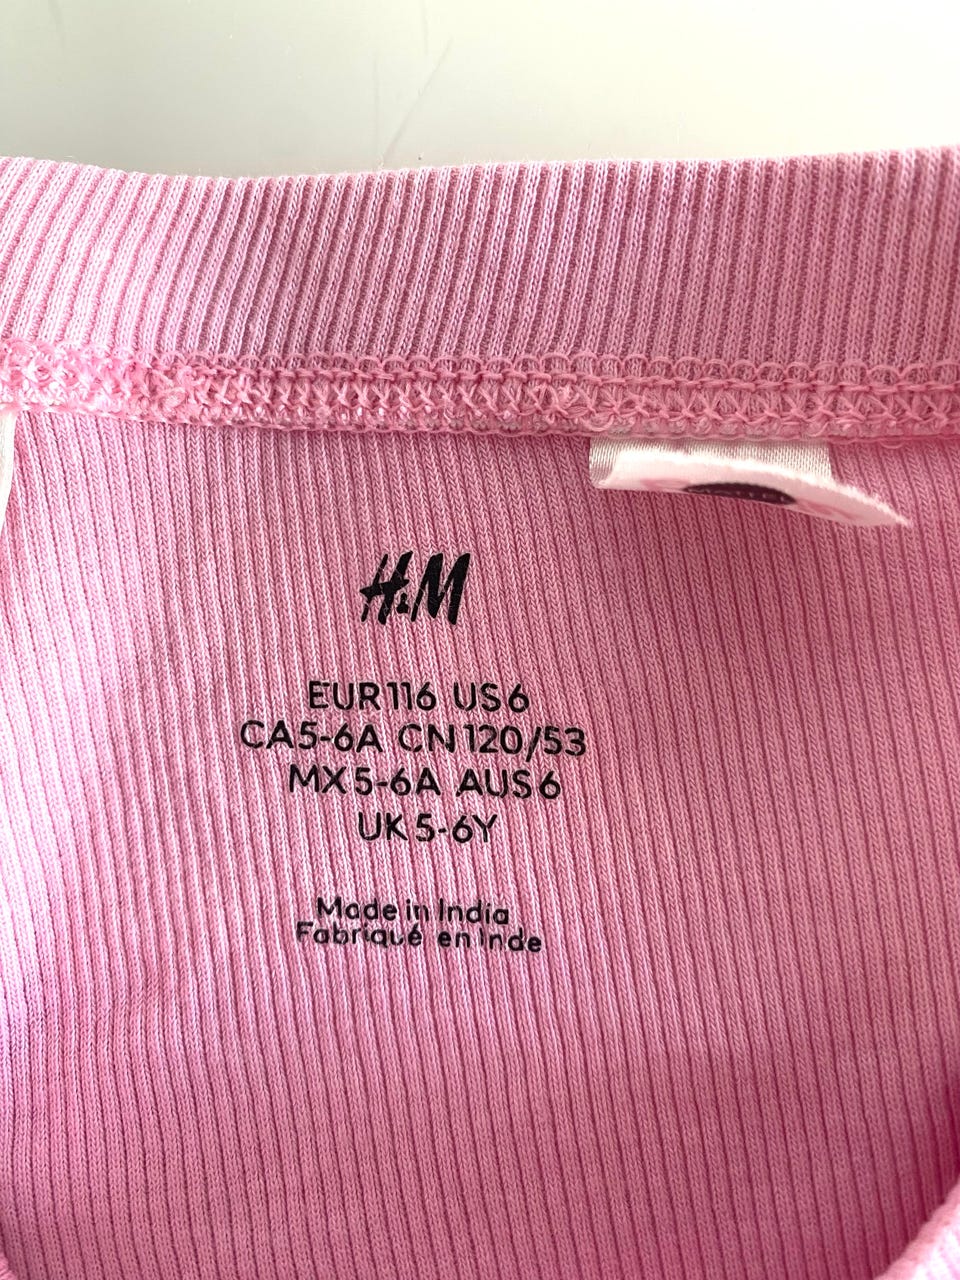 H&M
EUR 116 US 6
CA 5-6A CN 120/53
MX 5-6A AUS 6
UK 5-6Y
Made in India
Fabriqué en Inde